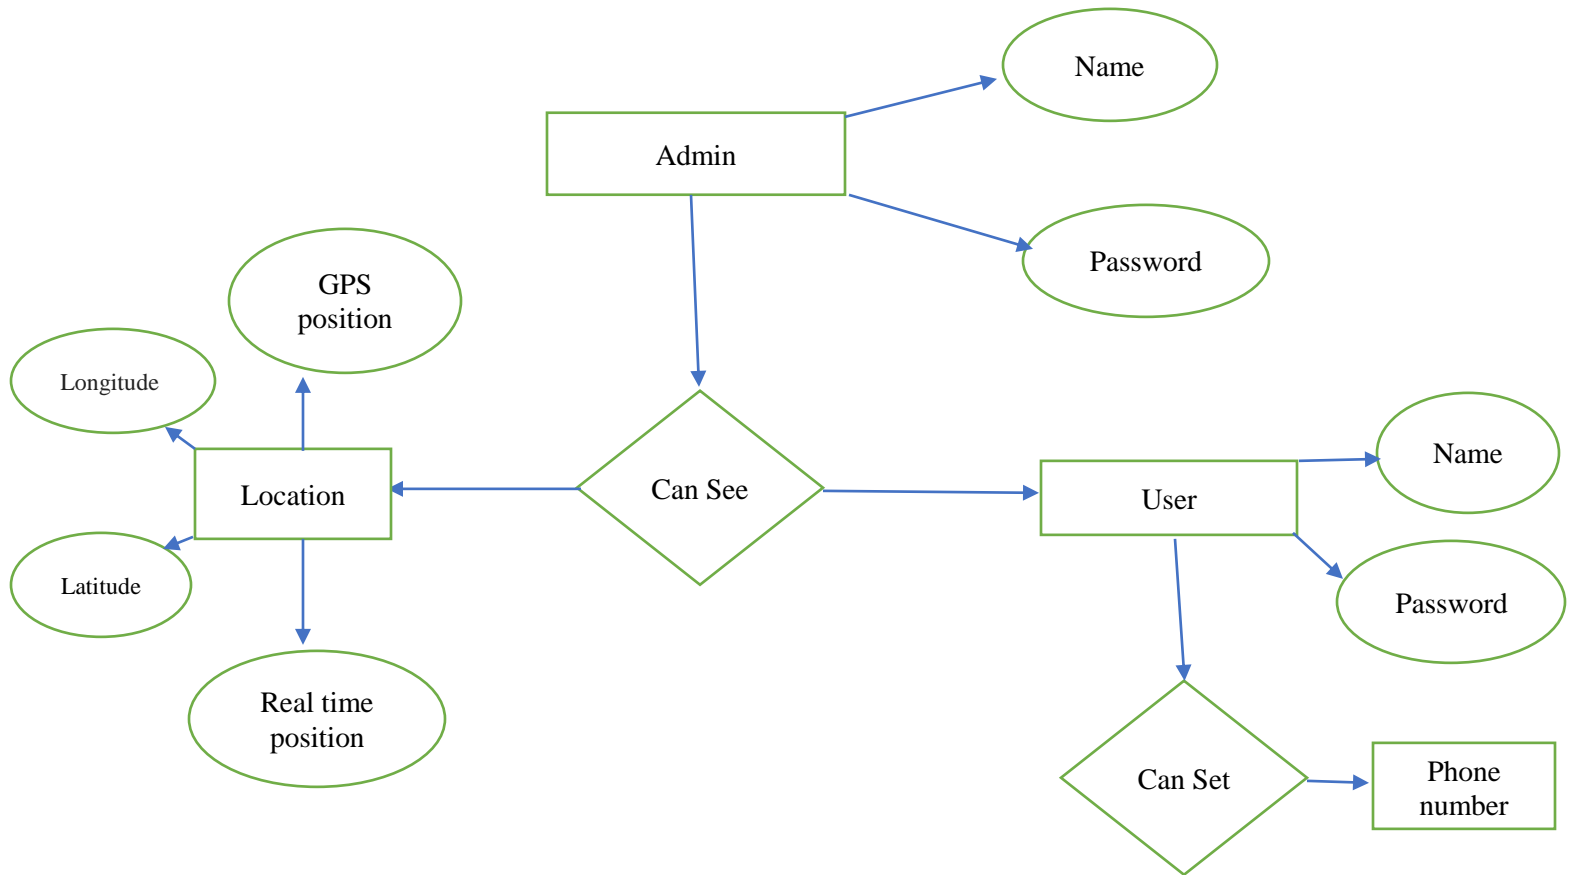 Name
Admin
Password
GPS
position
Longitude
Name
Can See
Location
User
Latitude
Password
Real time
position
Can Set
Phone
number